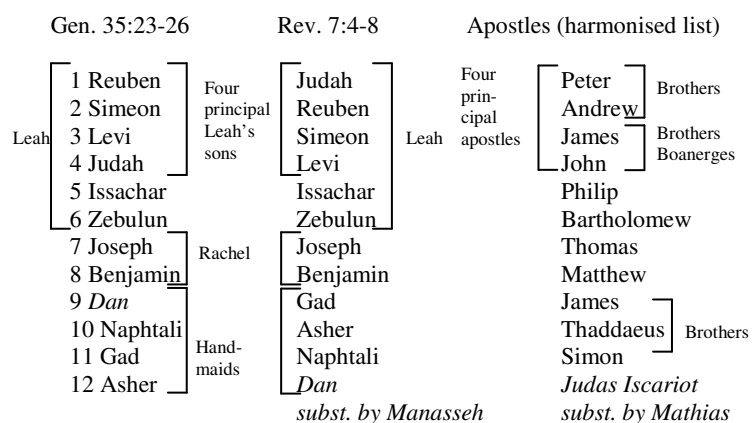 Gen. 35:23-26
Rev. 7:4-8
Apostles (harmonised list)
Leah
1 Reuben
2 Simeon
3 Levi
4 Judah
5 Issachar
6 Zebulun
7 Joseph
8 Benjamin
9 Dan
10 Naphtali
11 Gad
12 Asher
Four
principal
Leah's
sons
Rachel
Hand-
maids
Judah
Reuben
Simeon
Levi
Issachar
Zebulun
Joseph
Benjamin
Gad
Asher
Naphtali
Dan
subst. by Manasseh
Leah
Four
prin-
cipal
apostles
Peter
Andrew
James
John
Philip
Bartholomew
Thomas
Matthew
James
Thaddaeus
Simon
Judas Iscariot
subst. by Mathias
Brothers
Brothers
Boanerges
Brothers